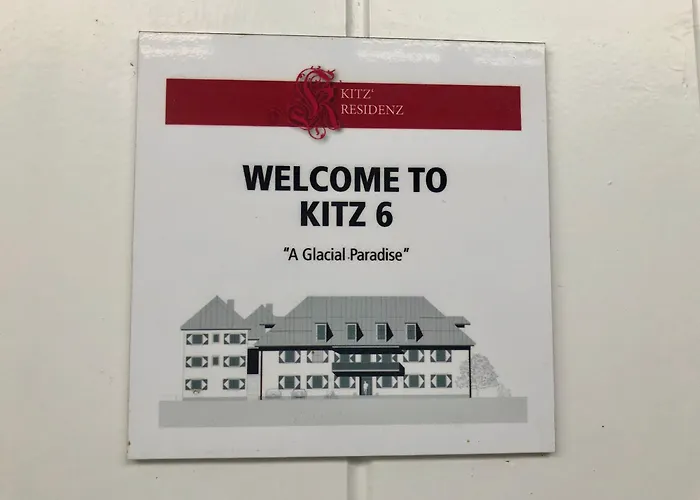 KITZ'
RESIDENZ
WELCOME TO
KITZ 6
"A Glacial Paradise"